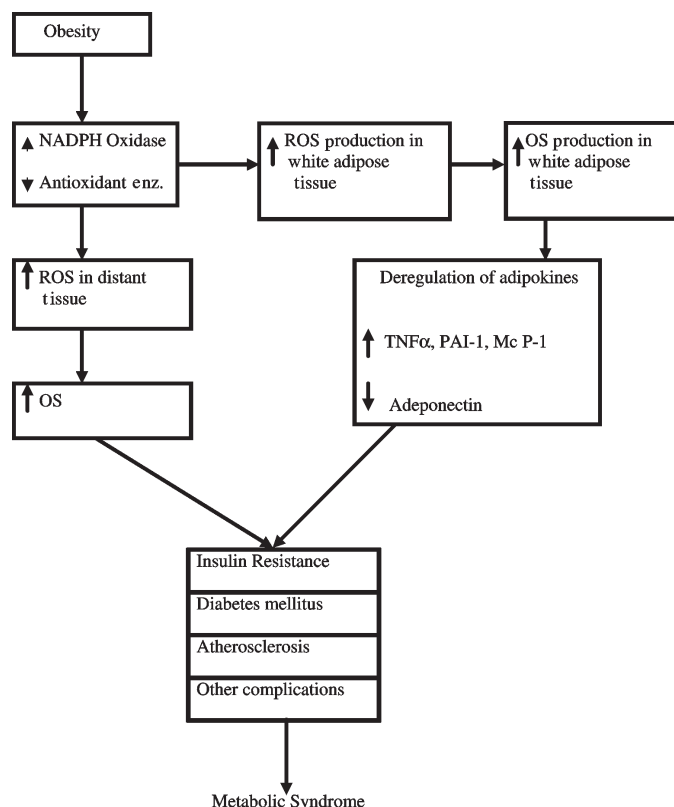 Obesity
NADPH Oxidase
Antioxidant enz.
ROS production in
white adipose
tissue
OS production in
white adipose
tissue
ROS in distant
tissue
OS
Deregulation of adipokines
TNFα, PAI-1, Mc P-1
Adeponectin
Insulin Resistance
Diabetes mellitus
Atherosclerosis
Other complications
Metabolic Syndrome